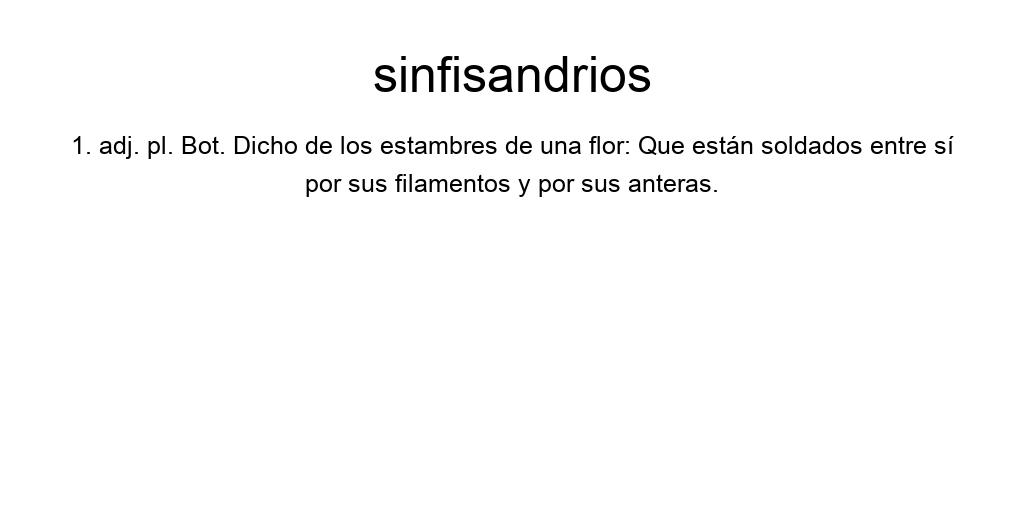 sinfisandrios
1. adj. pl. Bot. Dicho de los estambres de una flor: Que están soldados entre sí
por sus filamentos y por sus anteras.